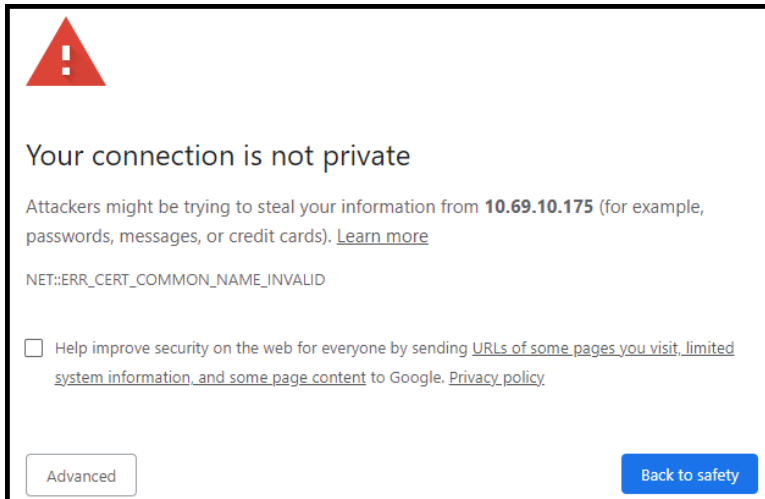 Your connection is not private
Attackers might be trying to steal your information from 10.69.10.175 (for example,
passwords, messages, or credit cards). Learn more
NET::ERR_CERT_COMMON_NAME_INVALID
Help improve security on the web for everyone by sending URLs of some pages you visit, limited
system information, and some page content to Google. Privacy policy
Advanced
Back to safety